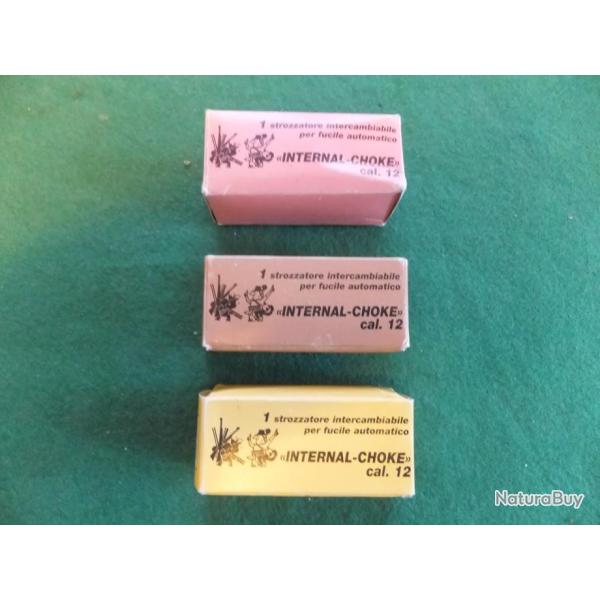 1 strozzatore intercambiabile
per fucile automatico
«INTERNAL-CHOKE»
cal. 12
1 strozzatore intercambiabile
per fucile automatico
«INTERNAL-CHOKE»
cal. 12
1 strozzatore intercambiabile
per fucile automatico
«INTERNAL-CHOKE»
cal. 12
NaturaBuy